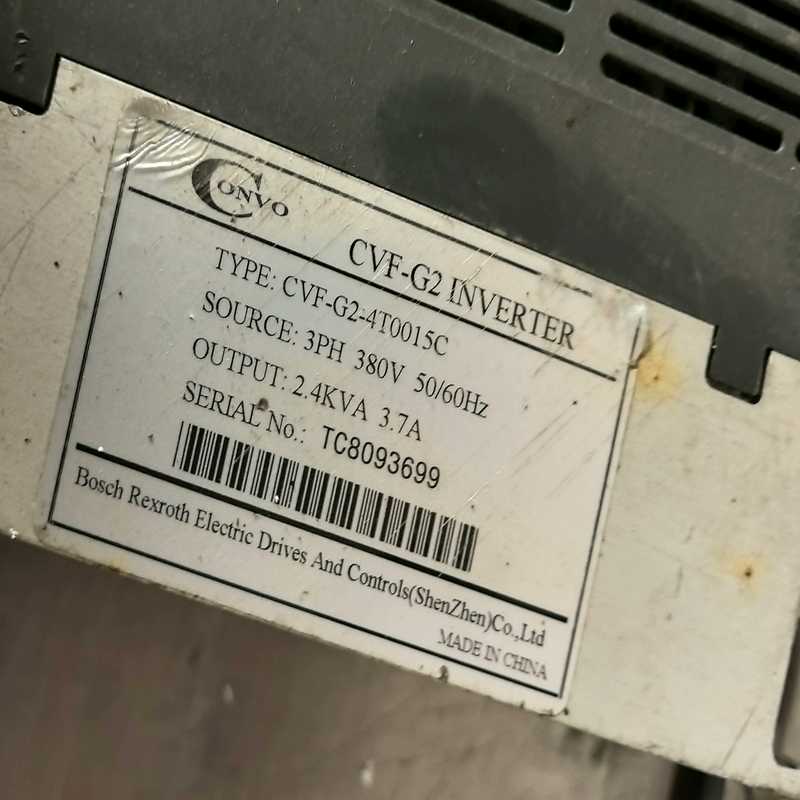 CONVO
CVF-G2 INVERTER
TYPE: CVF-G2-4T0015C
SOURCE: 3PH 380V 50/60Hz
OUTPUT: 2.4KVA 3.7A
SERIAL No.: TC8093699
Bosch Rexroth Electric Drives And Controls(ShenZhen)Co.,Ltd
MADE IN CHINA